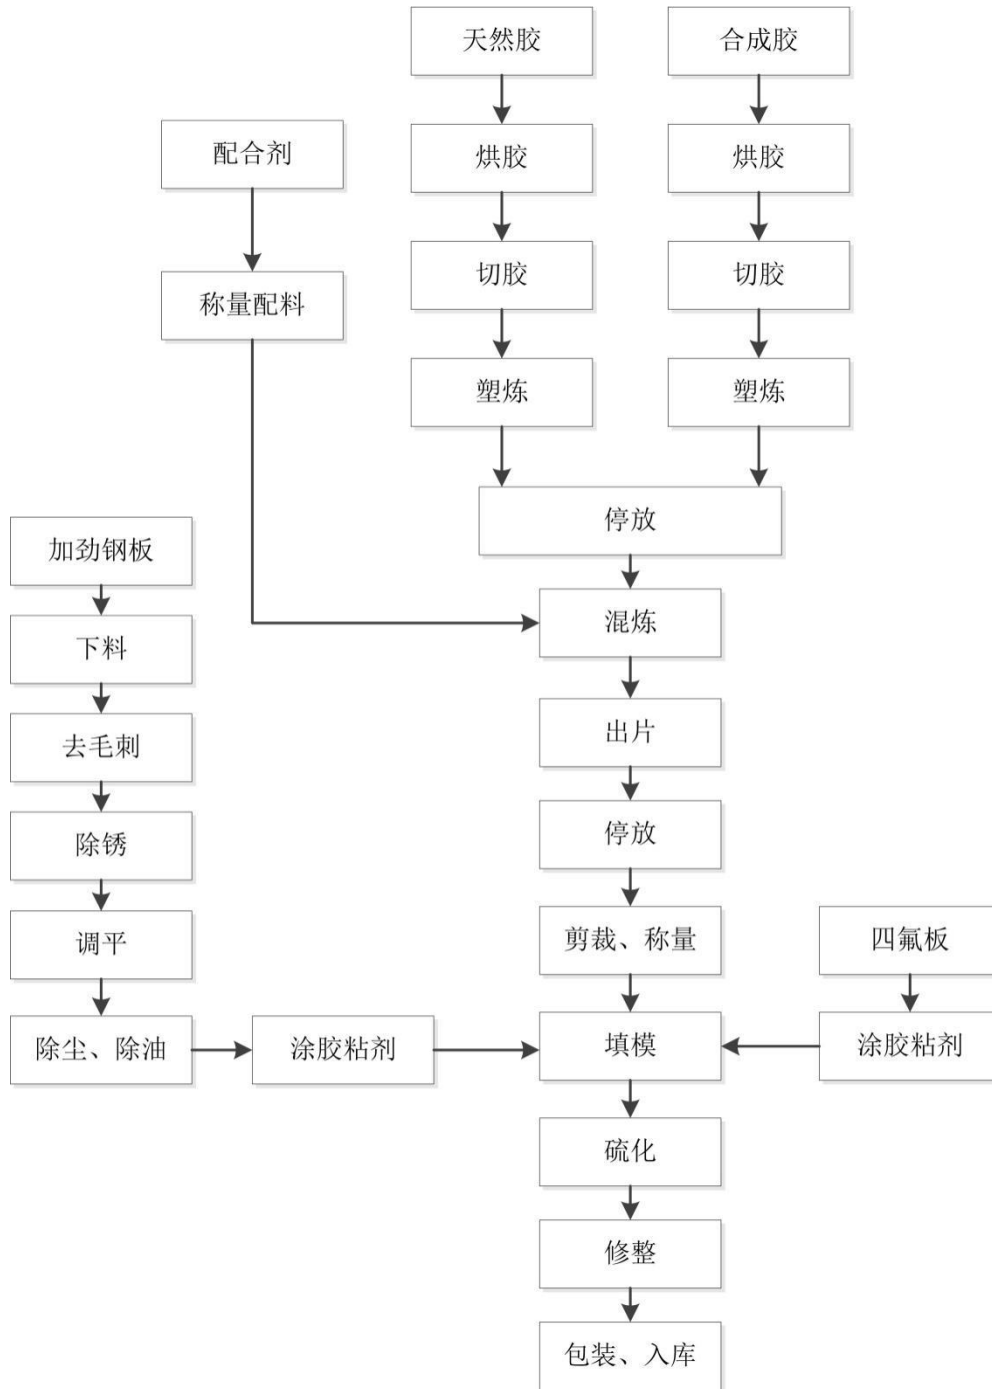 天然胶
合成胶
配合剂
烘胶
烘胶
称量配料
切胶
切胶
塑炼
塑炼
停放
加劲钢板
混炼
下料
出片
去毛刺
停放
除锈
剪裁、称量
四氟板
调平
除尘、除油
涂胶粘剂
填模
涂胶粘剂
硫化
修整
包装、入库